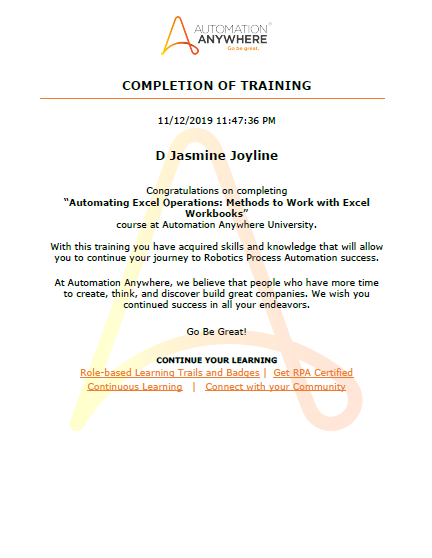 AUTOMATION
ANYWHERE
Go be great.
COMPLETION OF TRAINING
11/12/2019 11:47:36 PM
D Jasmine Joyline
Congratulations on completing
“Automating Excel Operations: Methods to Work with Excel
Workbooks”
course at Automation Anywhere University.
With this training you have acquired skills and knowledge that will allow
you to continue your journey to Robotics Process Automation success.
At Automation Anywhere, we believe that people who have more time
to create, think, and discover build great companies. We wish you
continued success in all your endeavors.
Go Be Great!
CONTINUE YOUR LEARNING
Role-based Learning Trails and Badges | Get RPA Certified
Continuous Learning | Connect with your Community